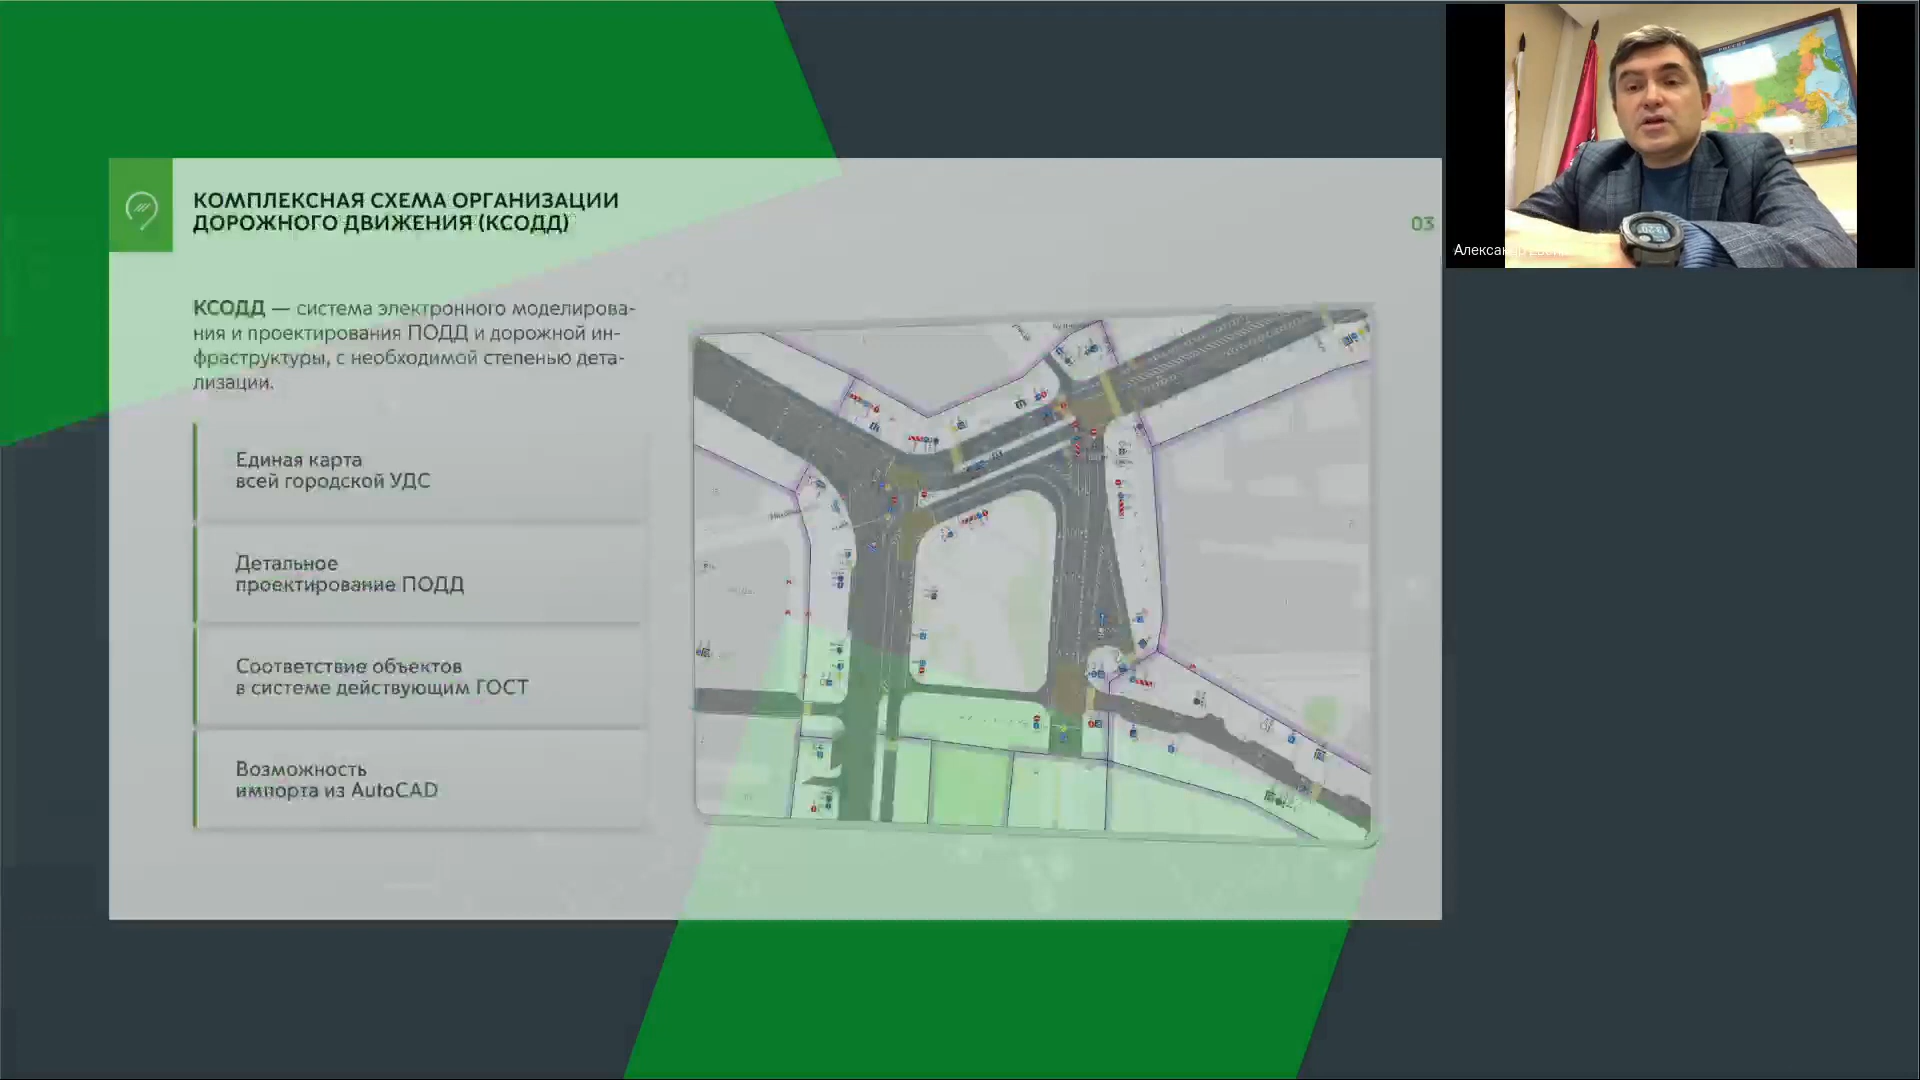 КОМПЛЕКСНАЯ СХЕМА ОРГАНИЗАЦИИ
ДОРОЖНОГО ДВИЖЕНИЯ (КСОДД)
03
КСОДД — система электронного моделирова-
ния и проектирования ПОДД и дорожной ин-
фраструктуры, с необходимой степенью дета-
лизации.
Единая карта
всей городской УДС
Детальное
проектирование ПОДД
Соответствие объектов
в системе действующим ГОСТ
Возможность
импорта из AutoCAD